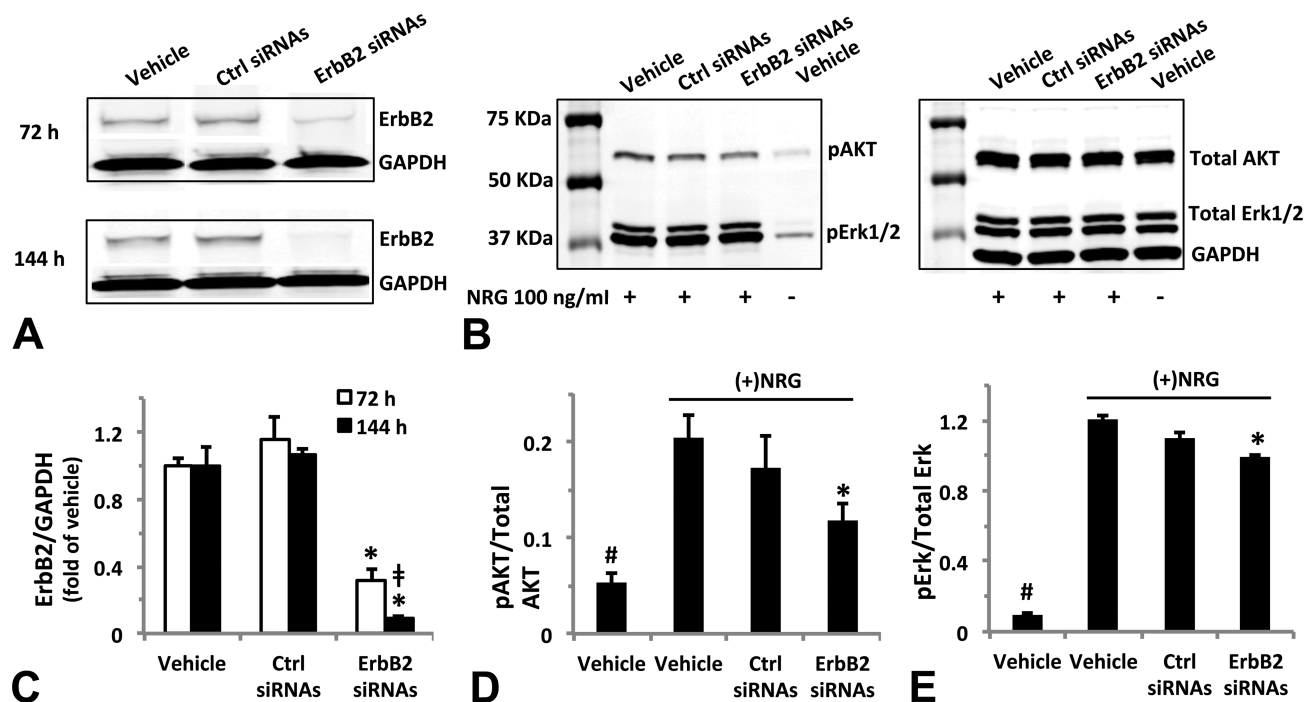 Vehicle
Ctrl siRNAs
ErbB2 siRNAs
72 h
ErbB2
GAPDH
144 h
ErbB2
GAPDH
A
Vehicle
Ctrl siRNAs
ErbB2 siRNAs
Vehicle
75 KDa
50 KDa
37 KDa
pAKT
pErk1/2
NRG 100 ng/ml + + + -
Vehicle
Ctrl siRNAs
ErbB2 siRNAs
Vehicle
Total AKT
Total Erk1/2
GAPDH
+ + + -
B
72 h
144 h
ErbB2/GAPDH
(fold of vehicle)
1.2
0.8
0.4
0
*
‡
*
Vehicle Ctrl ErbB2
siRNAs siRNAs
C
(+)NRG
pAKT/Total
AKT
0.2
0.1
0
#
*
Vehicle Vehicle Ctrl ErbB2
siRNAs siRNAs
D
(+)NRG
pErk/Total Erk
1.2
0.8
0.4
0
#
*
Vehicle Vehicle Ctrl ErbB2
siRNAs siRNAs
E